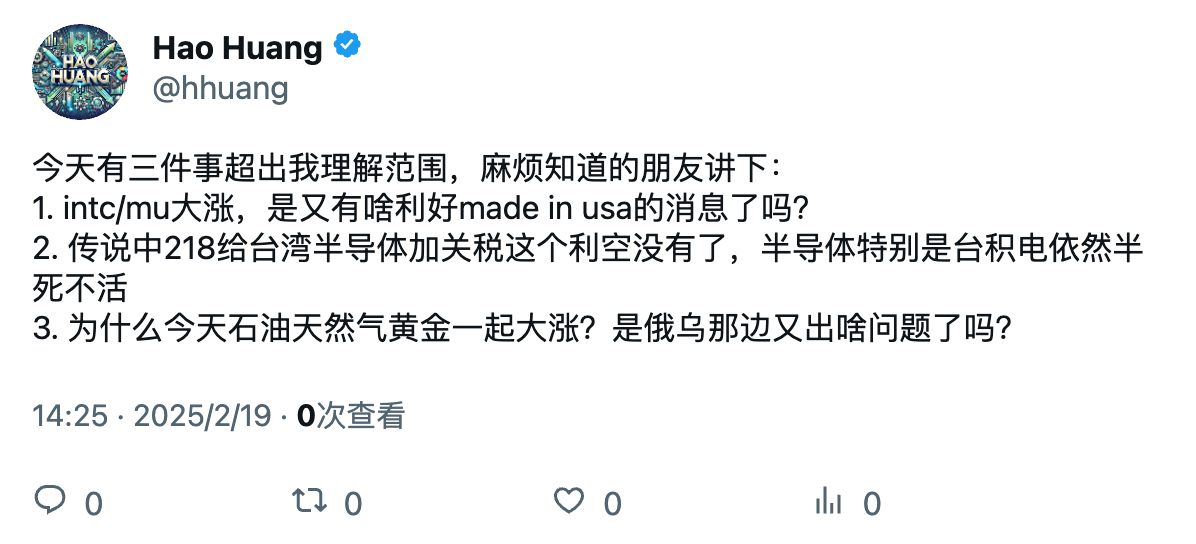 HAO
HUANG
Hao Huang
@hhuang
今天有三件事超出我理解范围，麻烦知道的朋友讲下：
1. intc/mu大涨，是又有啥利好made in usa的消息了吗？
2. 传说中218给台湾半导体加关税这个利空没有了，半导体特别是台积电依然半
死不活
3. 为什么今天石油天然气黄金一起大涨？是俄乌那边又出啥问题了吗？
14:25 · 2025/2/19 · 0次查看
0 0 0 0